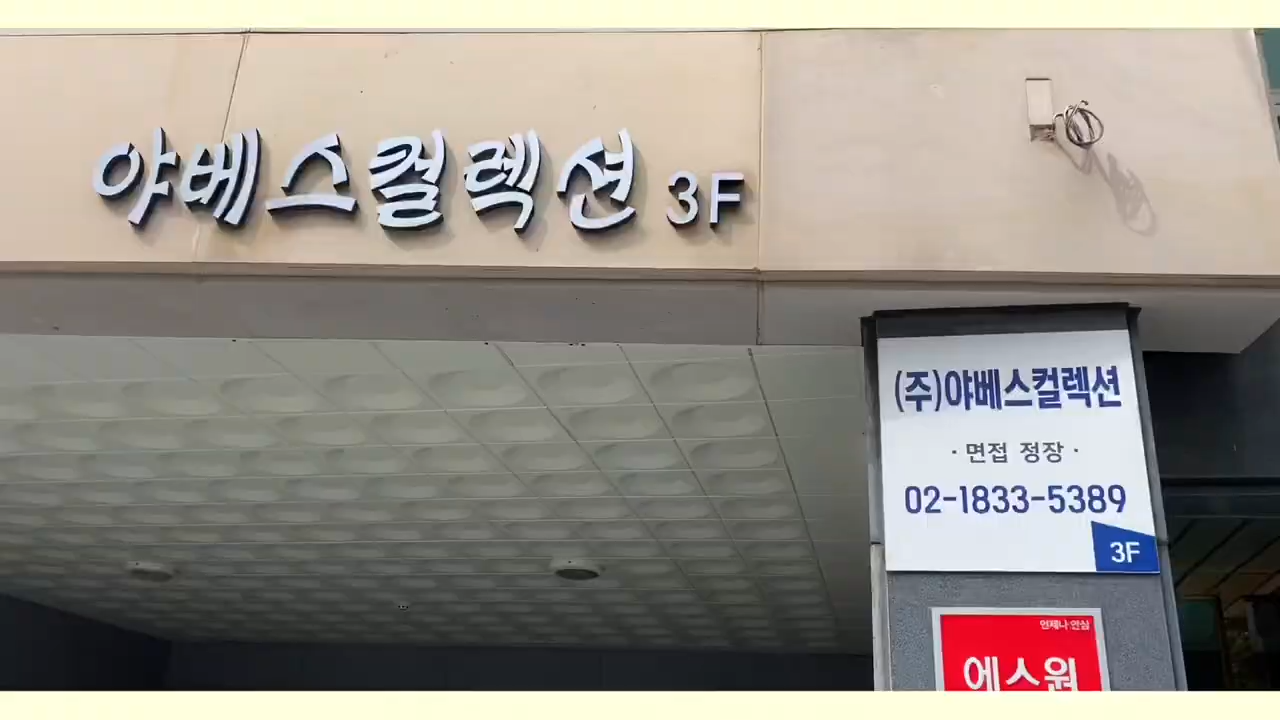 야베스컬렉션 3F
(주)야베스컬렉션
· 면접 정장 ·
02-1833-5389
3F
언제나 안심
에스원